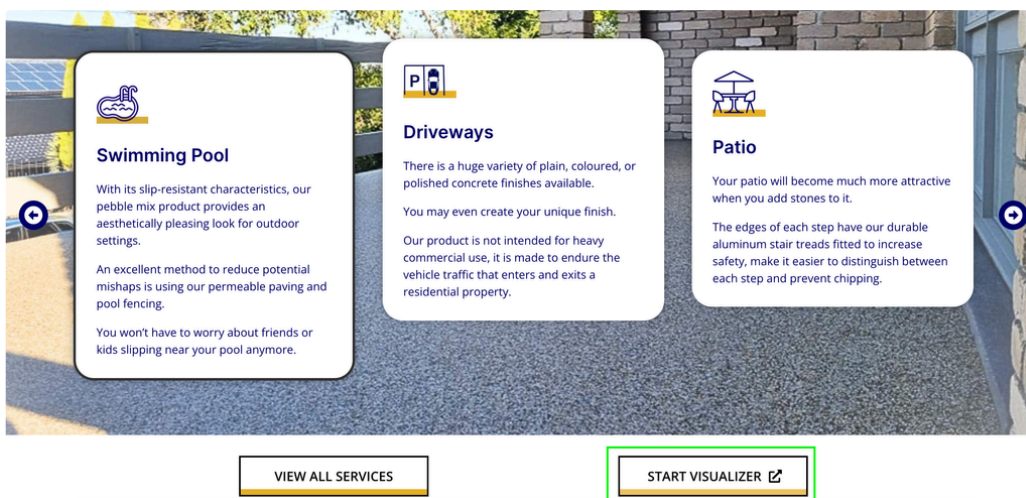 Swimming Pool
With its slip-resistant characteristics, our
pebble mix product provides an
aesthetically pleasing look for outdoor
settings.
An excellent method to reduce potential
mishaps is using our permeable paving and
pool fencing.
You won't have to worry about friends or
kids slipping near your pool anymore.
P
Driveways
There is a huge variety of plain, coloured, or
polished concrete finishes available.
You may even create your unique finish.
Our product is not intended for heavy
commercial use, it is made to endure the
vehicle traffic that enters and exits a
residential property.
Patio
Your patio will become much more attractive
when you add stones to it.
The edges of each step have our durable
aluminum stair treads fitted to increase
safety, make it easier to distinguish between
each step and prevent chipping.
VIEW ALL SERVICES
START VISUALIZER